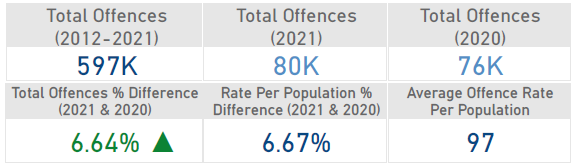 Total Offences
(2012-2021)
597K
Total Offences
(2021)
80K
Total Offences
(2020)
76K
Total Offences % Difference
(2021 & 2020)
6.64% ▲
Rate Per Population %
Difference (2021 & 2020)
6.67%
Average Offence Rate
Per Population
97